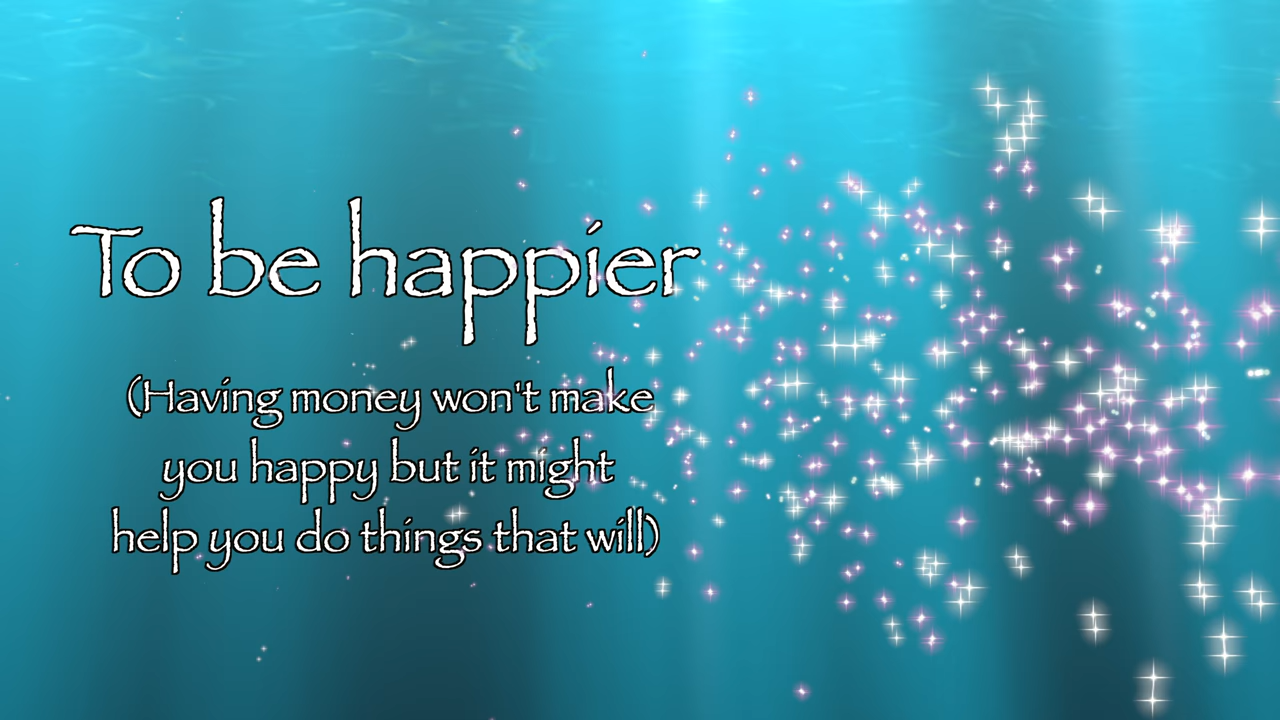 To be happier
(Having money won't make
you happy but it might
help you do things that will)